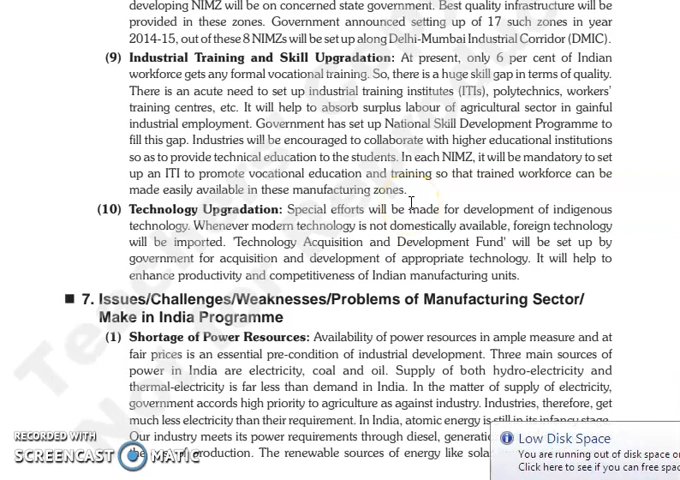 developing NIMZ will be on concerned state government. Best quality infrastructure will be
provided in these zones. Government announced setting up of 17 such zones in year
2014-15, out of these 8 NIMZs will be set up along Delhi-Mumbai Industrial Corridor (DMIC).
(9) Industrial Training and Skill Upgradation: At present, only 6 per cent of Indian
workforce gets any formal vocational training. So, there is a huge skill gap in terms of quality.
There is an acute need to set up industrial training institutes (ITIs), polytechnics, workers'
training centres, etc. It will help to absorb surplus labour of agricultural sector in gainful
industrial employment. Government has set up National Skill Development Programme to
fill this gap. Industries will be encouraged to collaborate with higher educational institutions
so as to provide technical education to the students. In each NIMZ, it will be mandatory to set
up an ITI to promote vocational education and training so that trained workforce can be
made easily available in these manufacturing zones.
(10) Technology Upgradation: Special efforts will be made for development of indigenous
technology. Whenever modern technology is not domestically available, foreign technology
will be imported. 'Technology Acquisition and Development Fund' will be set up by
government for acquisition and development of appropriate technology. It will help to
enhance productivity and competitiveness of Indian manufacturing units.
■ 7. Issues/Challenges/Weaknesses/Problems of Manufacturing Sector/
Make in India Programme
(1) Shortage of Power Resources: Availability of power resources in ample measure and at
fair prices is an essential pre-condition of industrial development. Three main sources of
power in India are electricity, coal and oil. Supply of both hydro-electricity and
thermal-electricity is far less than demand in India. In the matter of supply of electricity,
government accords high priority to agriculture as against industry. Industries, therefore, get
much less electricity than their requirement. In India, atomic energy is still in its infancy stage.
Our industry meets its power requirements through diesel,
of production. The renewable sources of energy like
RECORDED WITH
SCREENCAST MATIC
Low Disk Space
You are running out of disk space
Click here to see if you can free